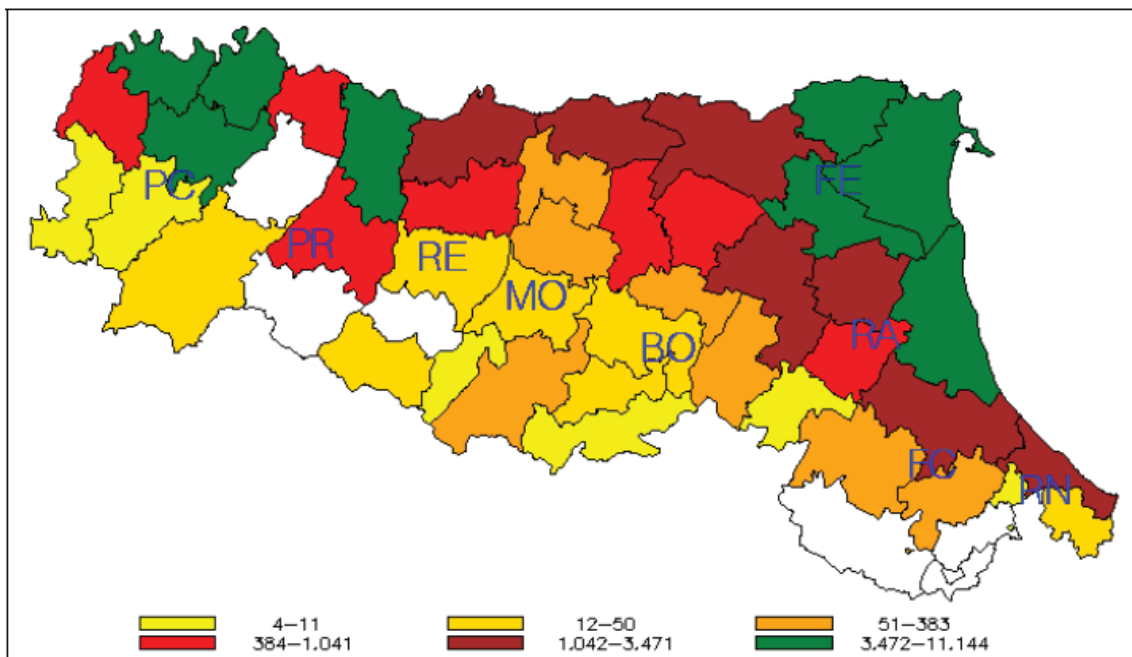 PC
FE
PR
RE
MO
BO
RA
FC
RN
4–11 12–50 51–383
384–1.041 1.042–3.471 3.472–11.144